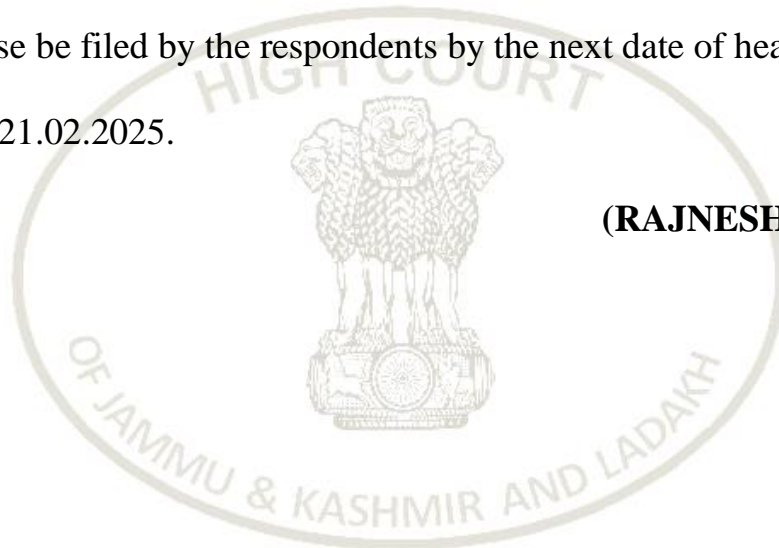 se be filed by the respondents by the next date of hea
HIGH COURT
21.02.2025.
(RAJNESH
OF JAMMU & KASHMIR AND LADAKH